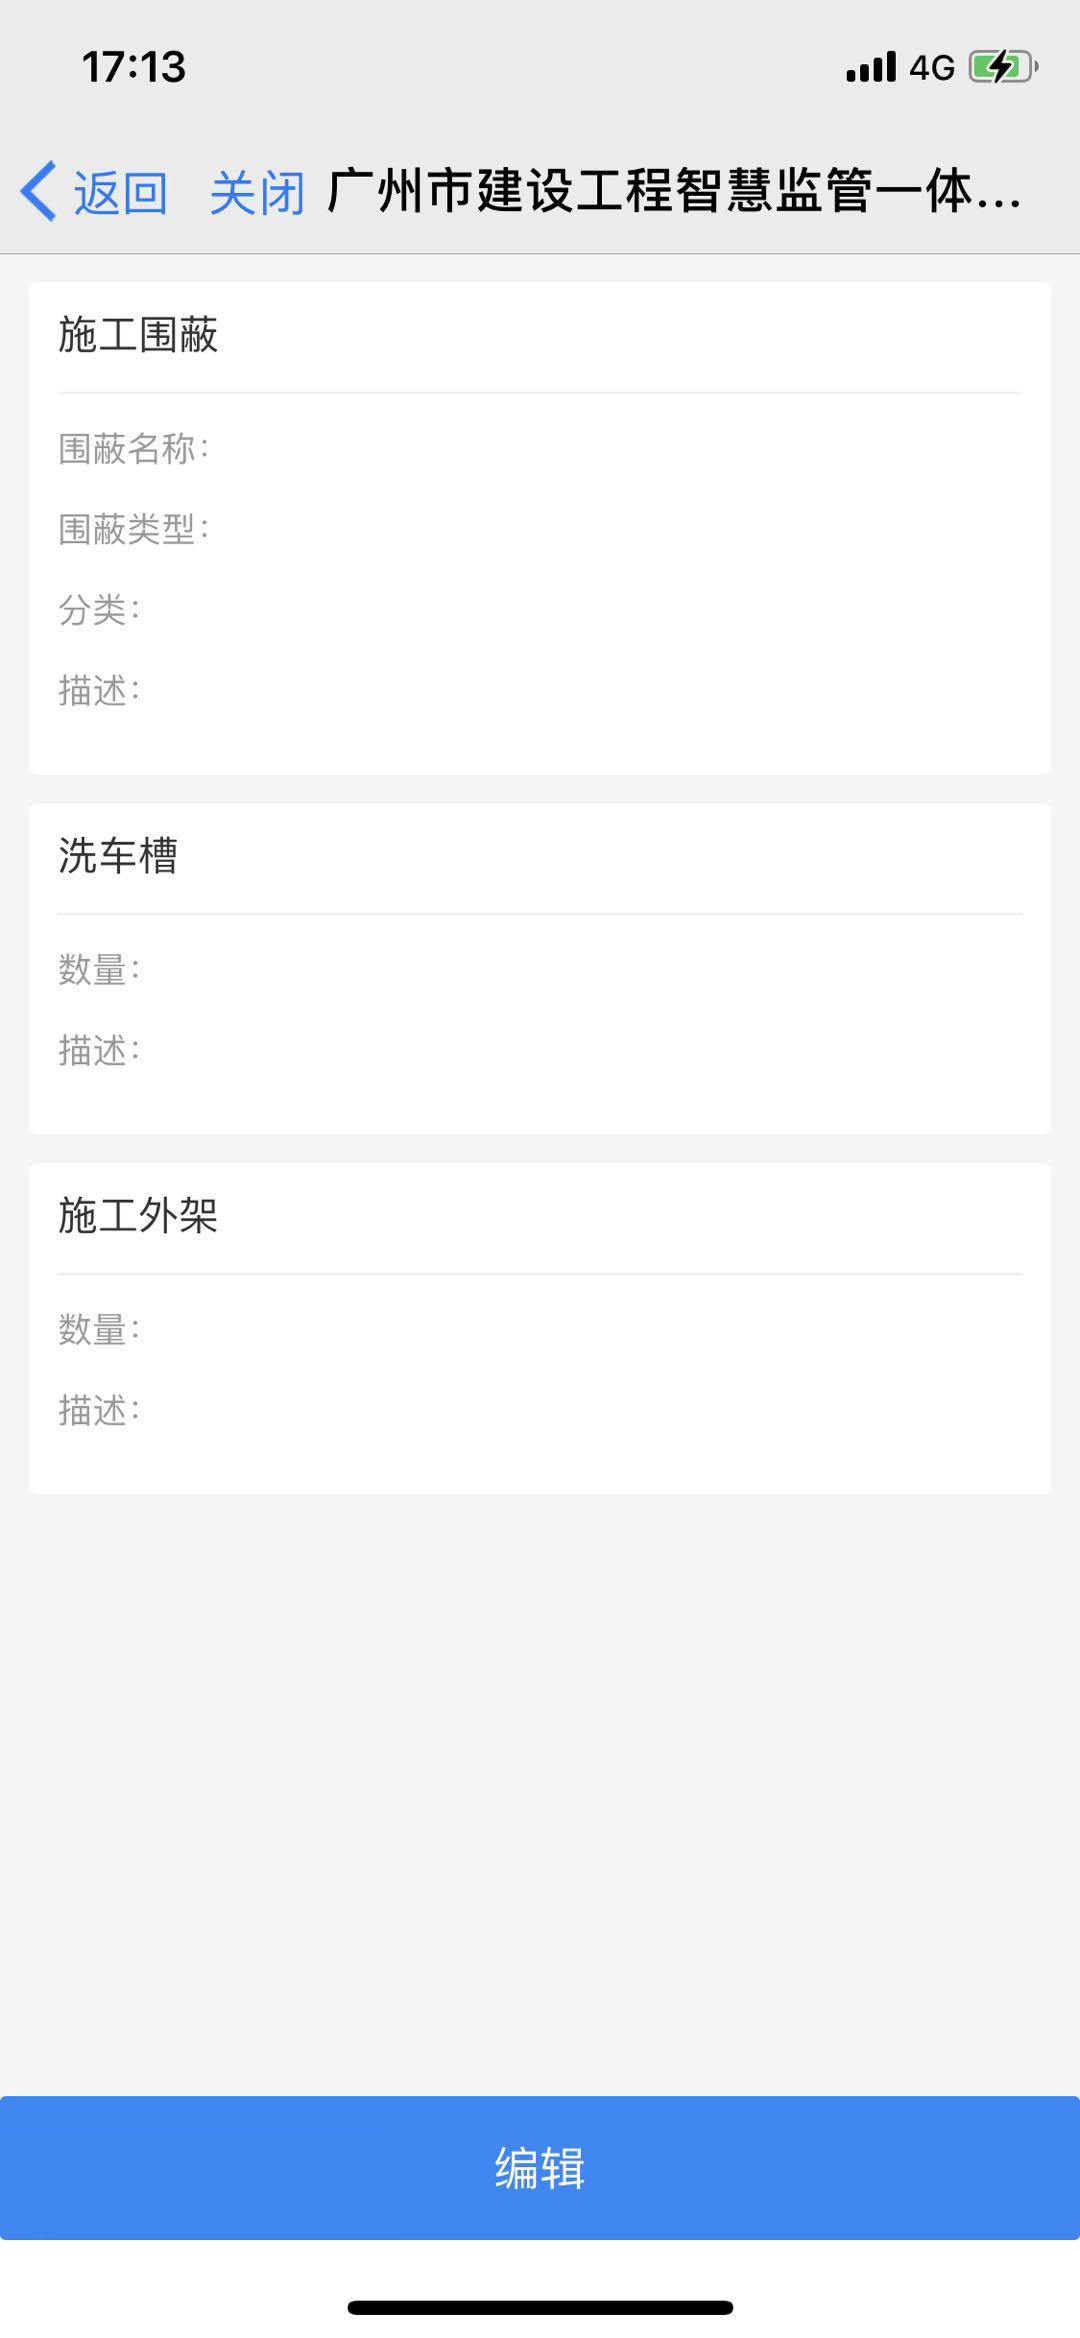 17:13 4G
返回 关闭 广州市建设工程智慧监管一体...
施工围蔽
围蔽名称：
围蔽类型：
分类：
描述：
洗车槽
数量：
描述：
施工外架
数量：
描述：
编辑